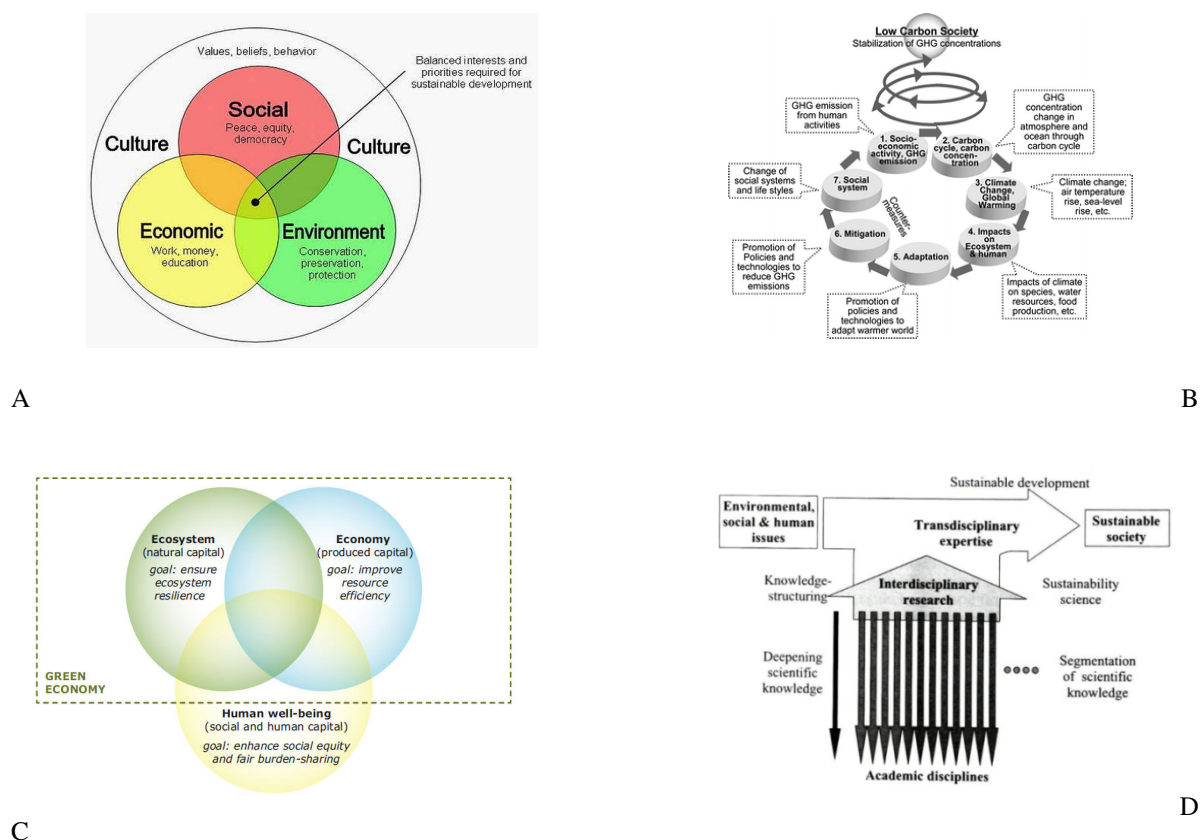 Values, beliefs, behavior
Balanced interests and
priorities required for
sustainable development
Social
Peace, equity,
democracy
Culture
Culture
Economic
Work, money,
education
Environment
Conservation,
preservation,
protection
A
Low Carbon Society
Stabilization of GHG concentrations
GHG emission
from human
activities
GHG
concentration
change in
atmosphere and
ocean through
carbon cycle
1. Socio-
economic
activity, GHG
emission
2. Carbon
cycle, carbon
concen-
tration
Change of
social systems
and life styles
7. Social
system
3. Climate
Change,
Global
Warming
Climate change;
air temperature
rise, sea-level
rise, etc.
Counter-
measures
6. Mitigation
4. Impacts
on
Ecosystem
& human
Promotion of
Policies and
technologies to
reduce GHG
emissions
5. Adaptation
Promotion of
policies and
technologies to
adapt warmer world
Impacts of climate
on species, water
resources, food
production, etc.
B
Ecosystem
(natural capital)
goal: ensure
ecosystem
resilience
Economy
(produced capital)
goal: improve
resource
efficiency
GREEN
ECONOMY
Human well-being
(social and human capital)
goal: enhance social equity
and fair burden-sharing
C
Sustainable development
Environmental,
social & human
issues
Transdisciplinary
expertise
Sustainable
society
Knowledge-
structuring
Interdisciplinary
research
Sustainability
science
Deepening
scientific
knowledge
Segmentation
of scientific
knowledge
Academic disciplines
D